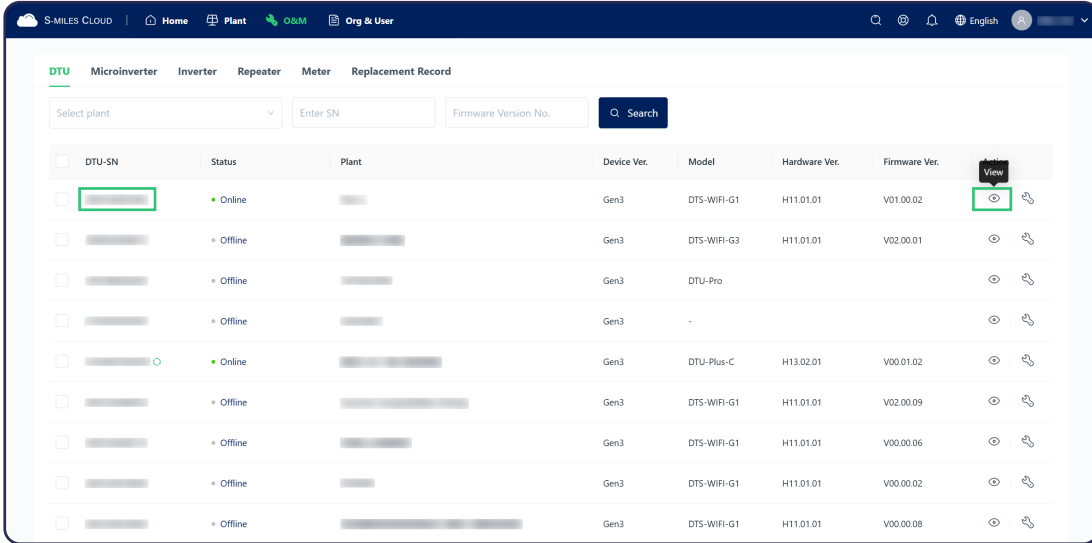 S-MILES CLOUD | Home Plant O&M Org & User English
DTU Microinverter Inverter Repeater Meter Replacement Record
Select plant Enter SN Firmware Version No. Search
DTU-SN Status Plant Device Ver. Model Hardware Ver. Firmware Ver. Action
View
Online Gen3 DTS-WIFI-G1 H11.01.01 V01.00.02
Offline Gen3 DTS-WIFI-G3 H11.01.01 V02.00.01
Offline Gen3 DTU-Pro
Offline Gen3 -
Online Gen3 DTU-Plus-C H13.02.01 V00.01.02
Offline Gen3 DTS-WIFI-G1 H11.01.01 V02.00.09
Offline Gen3 DTS-WIFI-G1 H11.01.01 V00.00.06
Offline Gen3 DTS-WIFI-G1 H11.01.01 V00.00.02
Offline Gen3 DTS-WIFI-G1 H11.01.01 V00.00.08